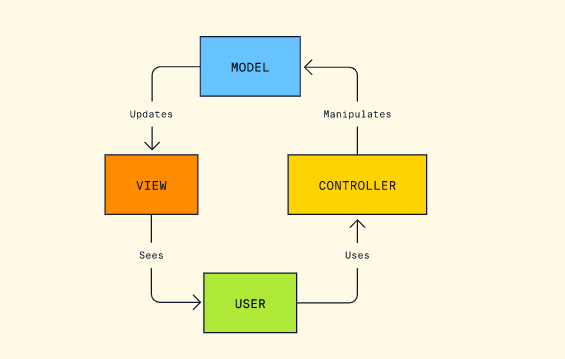 MODEL
Updates
Manipulates
VIEW
CONTROLLER
Sees
Uses
USER